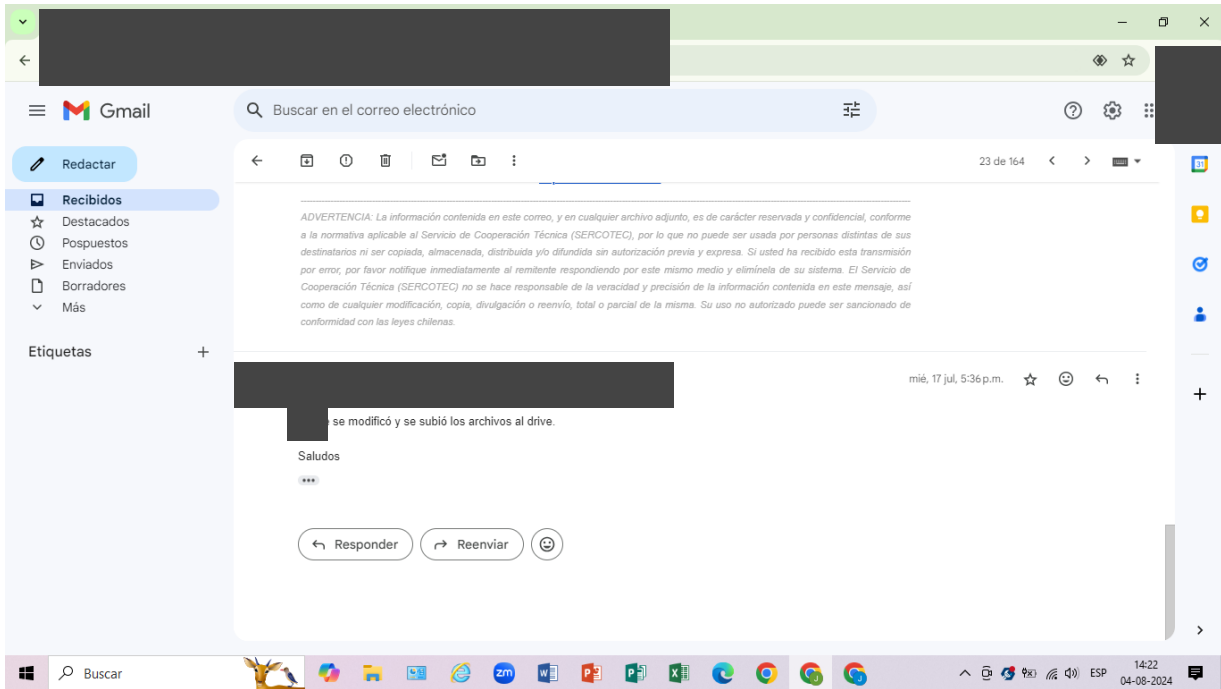 Gmail
Buscar en el correo electrónico
Redactar
23 de 164
31
Recibidos
Destacados
Pospuestos
Enviados
Borradores
Más
Etiquetas
ADVERTENCIA: La información contenida en este correo, y en cualquier archivo adjunto, es de carácter reservada y confidencial, conforme
a la normativa aplicable al Servicio de Cooperación Técnica (SERCOTEC), por lo que no puede ser usada por personas distintas de sus
destinatarios ni ser copiada, almacenada, distribuida y/o difundida sin autorización previa y expresa. Si usted ha recibido esta transmisión
por error, por favor notifique inmediatamente al remitente respondiendo por este mismo medio y elimínela de su sistema. El Servicio de
Cooperación Técnica (SERCOTEC) no se hace responsable de la veracidad y precisión de la información contenida en este mensaje, así
como de cualquier modificación, copia, divulgación o reenvío, total o parcial de la misma. Su uso no autorizado puede ser sancionado de
conformidad con las leyes chilenas.
mié, 17 jul, 5:36 p.m.
se modificó y se subió los archivos al drive.
Saludos
Responder
Reenviar
Buscar
zm
ESP
14:22
04-08-2024